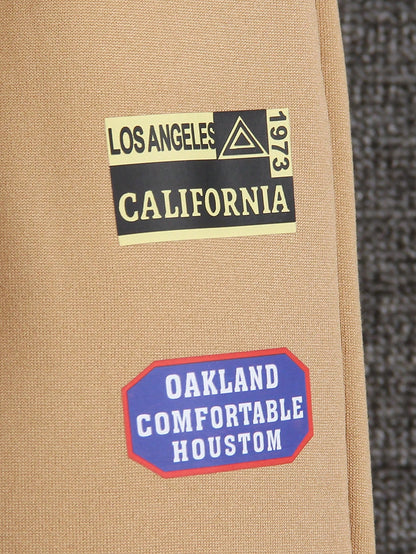 LOS ANGELES
1973
CALIFORNIA
OAKLAND
COMFORTABLE
HOUSTOM